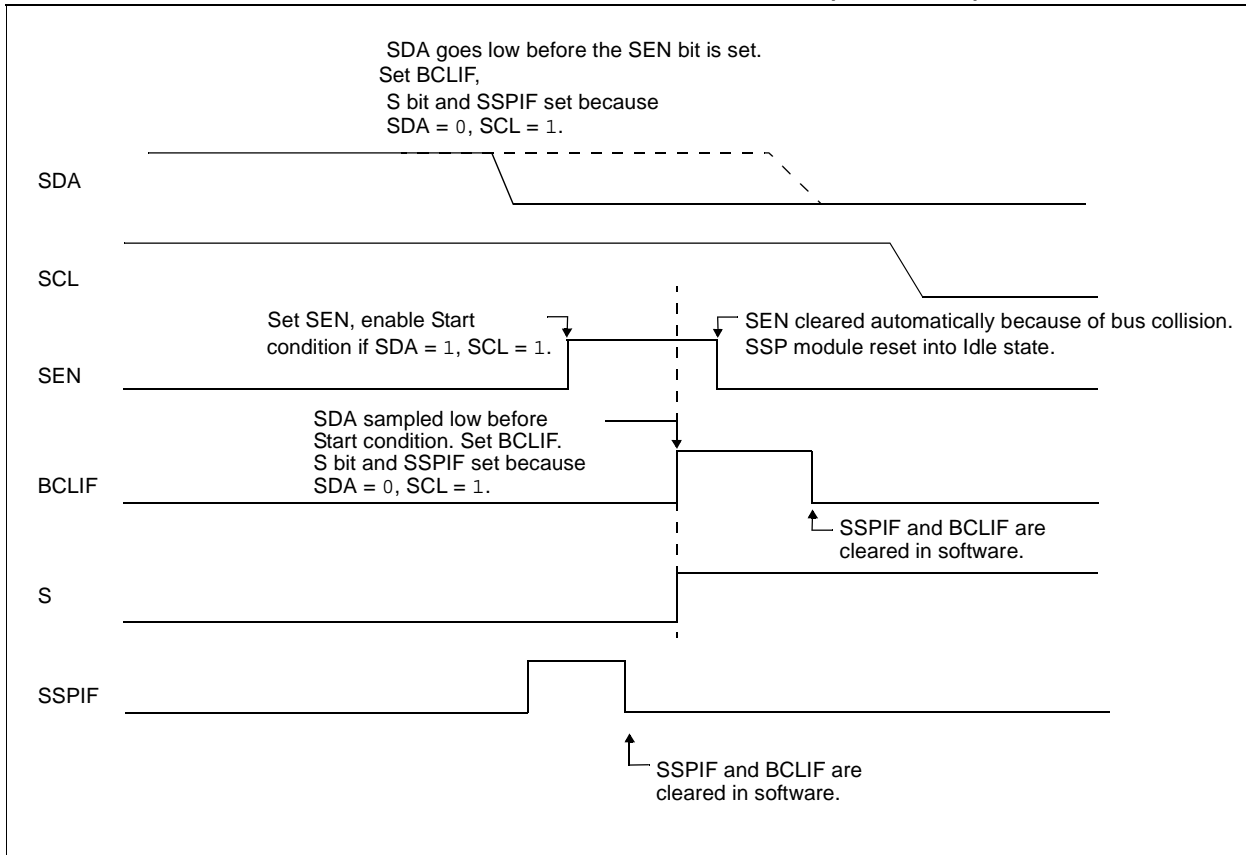 SDA goes low before the SEN bit is set.
Set BCLIF,
S bit and SSPIF set because
SDA = 0, SCL = 1.
SDA
SCL
Set SEN, enable Start
condition if SDA = 1, SCL = 1.
SEN cleared automatically because of bus collision.
SSP module reset into Idle state.
SEN
SDA sampled low before
Start condition. Set BCLIF.
S bit and SSPIF set because
SDA = 0, SCL = 1.
BCLIF
SSPIF and BCLIF are
cleared in software.
S
SSPIF
SSPIF and BCLIF are
cleared in software.